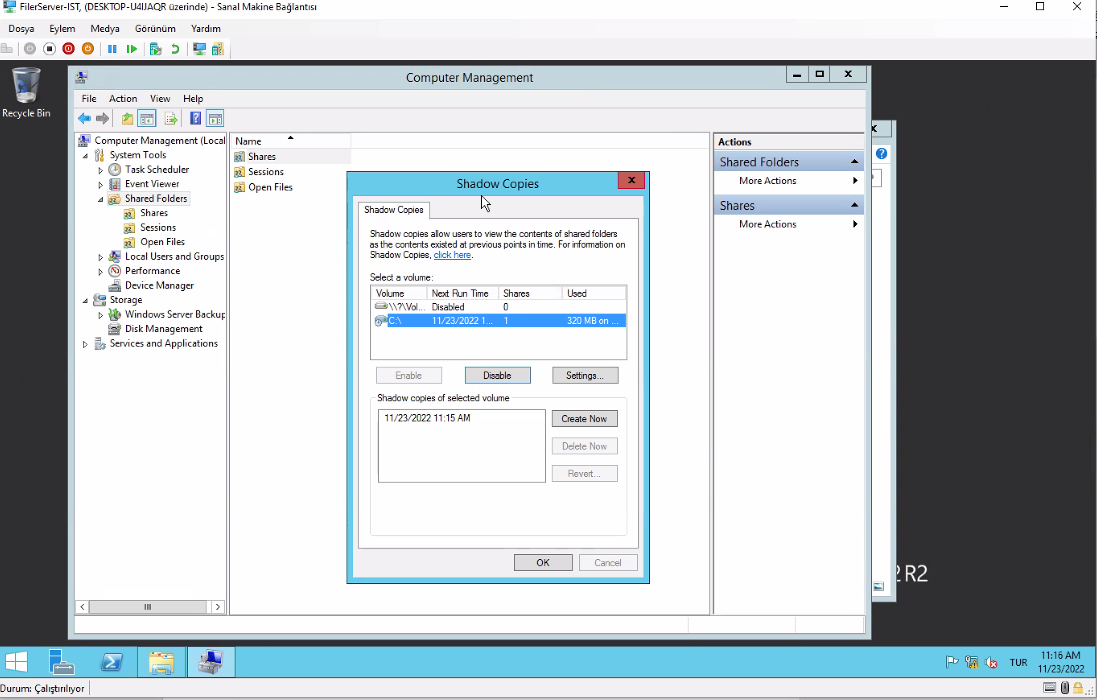 FilerServer-IST, (DESKTOP-U4IJAQR üzerinde) - Sanal Makine Bağlantısı
Dosya Eylem Medya Görünüm Yardım
Recycle Bin
Computer Management
File Action View Help
Computer Management (Local
System Tools
Task Scheduler
Event Viewer
Shared Folders
Shares
Sessions
Open Files
Local Users and Groups
Performance
Device Manager
Storage
Windows Server Backup
Disk Management
Services and Applications
Name
Shares
Sessions
Open Files
Actions
Shared Folders
More Actions
Shares
More Actions
Shadow Copies
Shadow Copies
Shadow copies allow users to view the contents of shared folders
as the contents existed at previous points in time. For information on
Shadow Copies, click here.
Select a volume:
Volume Next Run Time Shares Used
\\?\Vol... Disabled 0
C:\ 11/23/2022 1... 1 320 MB on ...
Enable Disable Settings...
Shadow copies of selected volume
11/23/2022 11:15 AM
Create Now
Delete Now
Revert...
OK Cancel
2 R2
TUR
11:16 AM
11/23/2022
Durum: Çalıştırılıyor